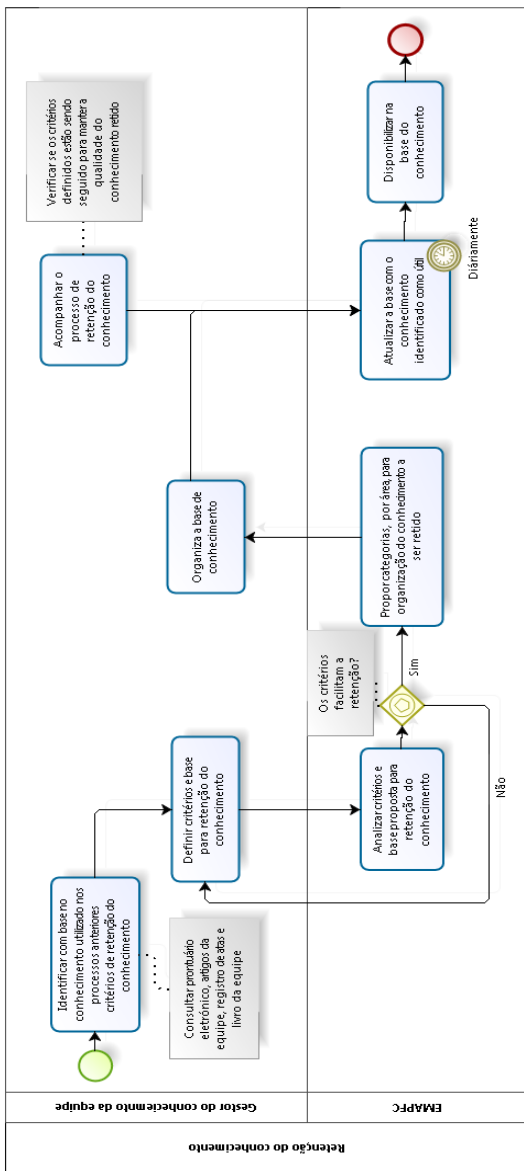 Retenção do conhecimento
Gestor do conheciemnto da equipe
Identificar com base no
conhecimento utilizado nos
processos anteriores
critérios de retenção do
conhecimento
Consultar prontuário
eletrónico, artigos da
equipe, registro de atas e
livro da equipe
Definir critérios e base
para retenção do
conhecimento
Organiza a base de
conhecimento
Acompanhar o
processo de
retenção do
conhecimento
Verificar se os critérios
definidos estão sendo
seguido para manter a
qualidade do
conhecimento retido
EMAPFC
Analizar critérios e
base proposta para
retenção do
conhecimento
Os critérios
facilitam a
retenção?
Sim
Não
Propor categorias, por área, para
organização do conhecimento a
ser retido
Atualizar a base com o
conhecimento
identificado como útil
Diáriamente
Disponibilizar na
base do
conhecimento